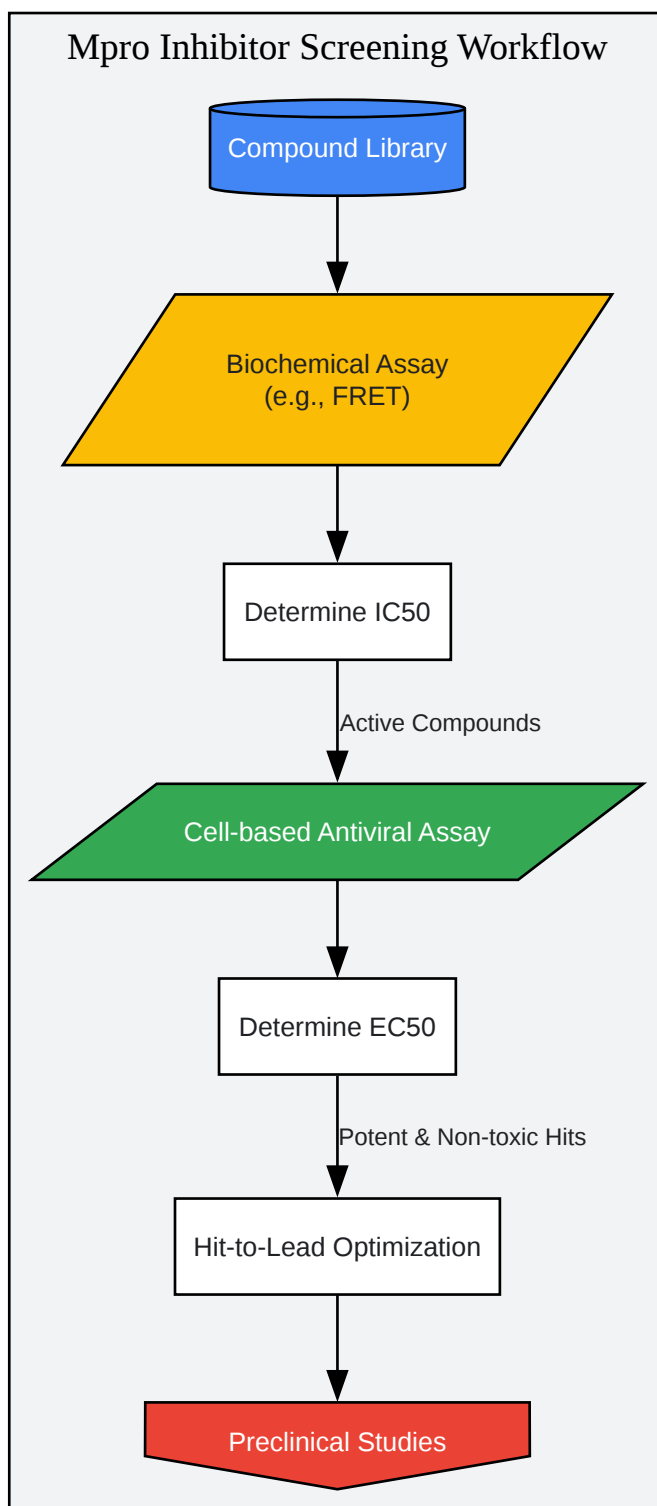 Mpro Inhibitor Screening Workflow
Compound Library
Biochemical Assay
(e.g., FRET)
Determine IC50
Active Compounds
Cell-based Antiviral Assay
Determine EC50
Potent & Non-toxic Hits
Hit-to-Lead Optimization
Preclinical Studies